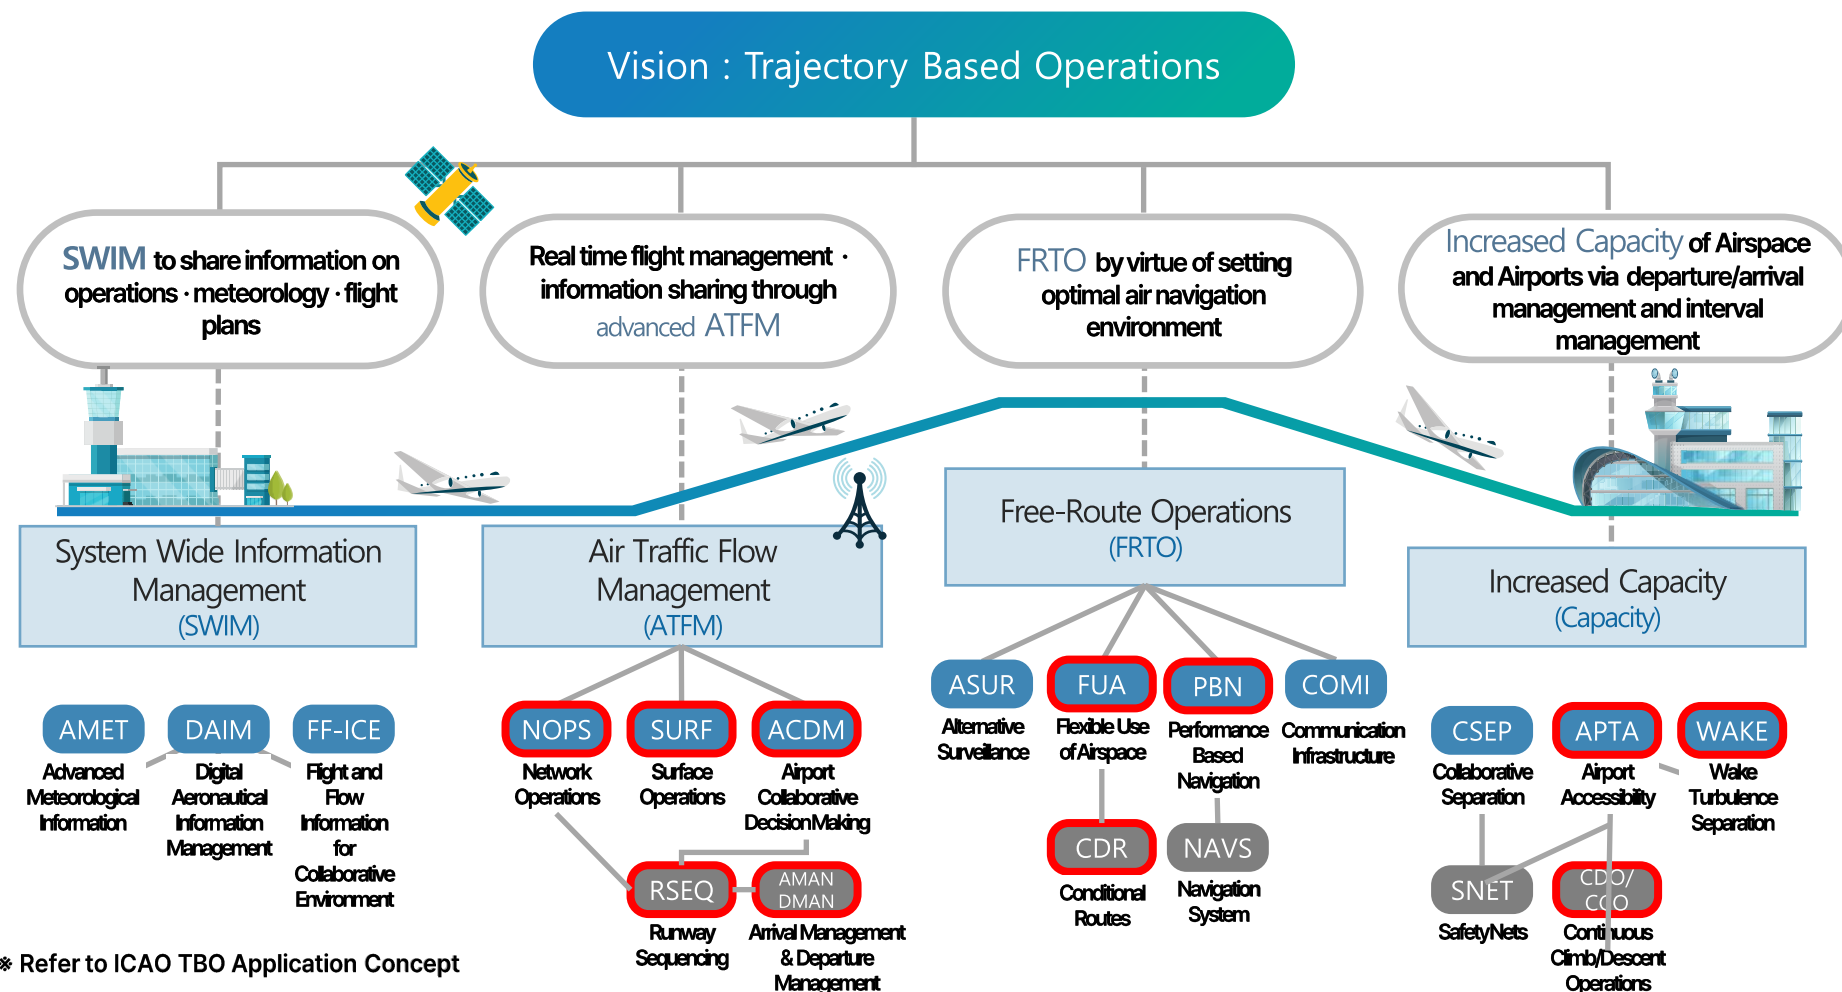 Vision : Trajectory Based Operations
SWIM to share information on
operations · meteorology · flight
plans
Real time flight management ·
information sharing through
advanced ATFM
FRTO by virtue of setting
optimal air navigation
environment
Increased Capacity of Airspace
and Airports via departure/arrival
management and interval
management
System Wide Information
Management
(SWIM)
Air Traffic Flow
Management
(ATFM)
Free-Route Operations
(FRTO)
Increased Capacity
(Capacity)
AMET
Advanced
Meteorological
Information
DAIM
Digital
Aeronautical
Information
Management
FF-ICE
Flight and
Flow
Information
for
Collaborative
Environment
NOPS
Network
Operations
SURF
Surface
Operations
ACDM
Airport
Collaborative
Decision Making
RSEQ
Runway
Sequencing
AMAN
DMAN
Arrival Management
& Departure
Management
ASUR
Alternative
Surveillance
FUA
Flexible Use
of Airspace
PBN
Performance
Based
Navigation
COMI
Communication
Infrastructure
CDR
Conditional
Routes
NAVS
Navigation
System
CSEP
Collaborative
Separation
APTA
Airport
Accessibility
WAKE
Wake
Turbulence
Separation
SNET
Safety Nets
CDO/
CCO
Continuous
Climb/Descent
Operations
※ Refer to ICAO TBO Application Concept